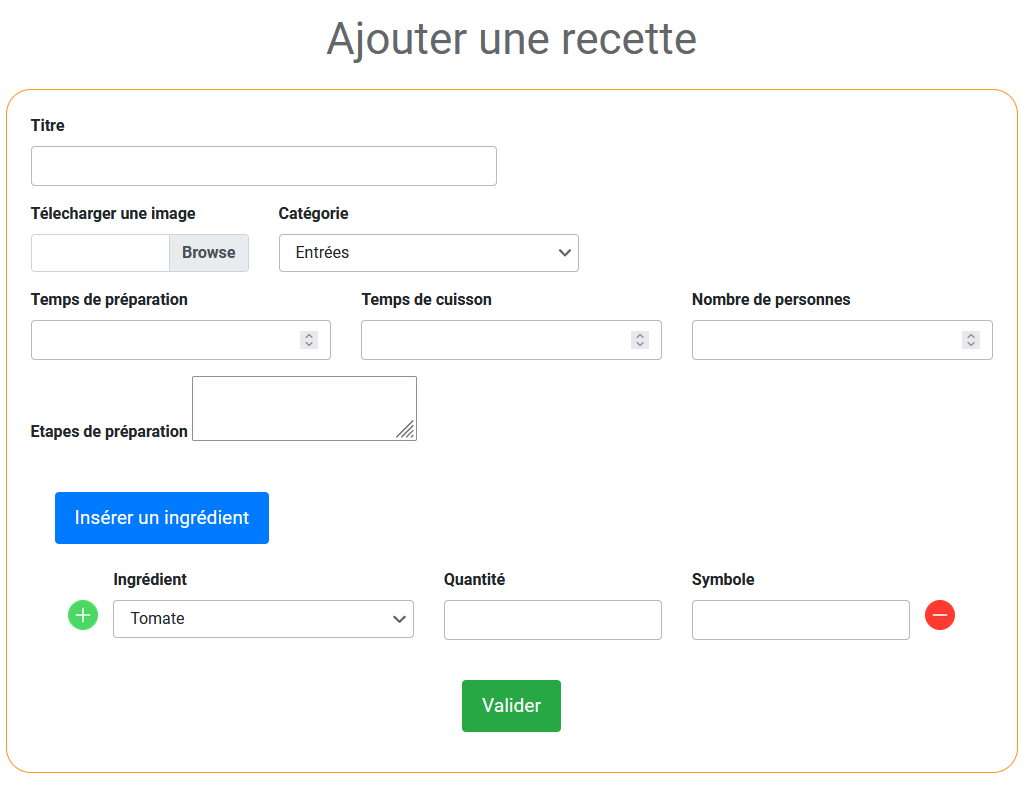 Ajouter une recette
Titre
Télecharger une image Catégorie
Browse Entrées
Temps de préparation Temps de cuisson Nombre de personnes
Etapes de préparation
Insérer un ingrédient
Ingrédient Quantité Symbole
Tomate
Valider